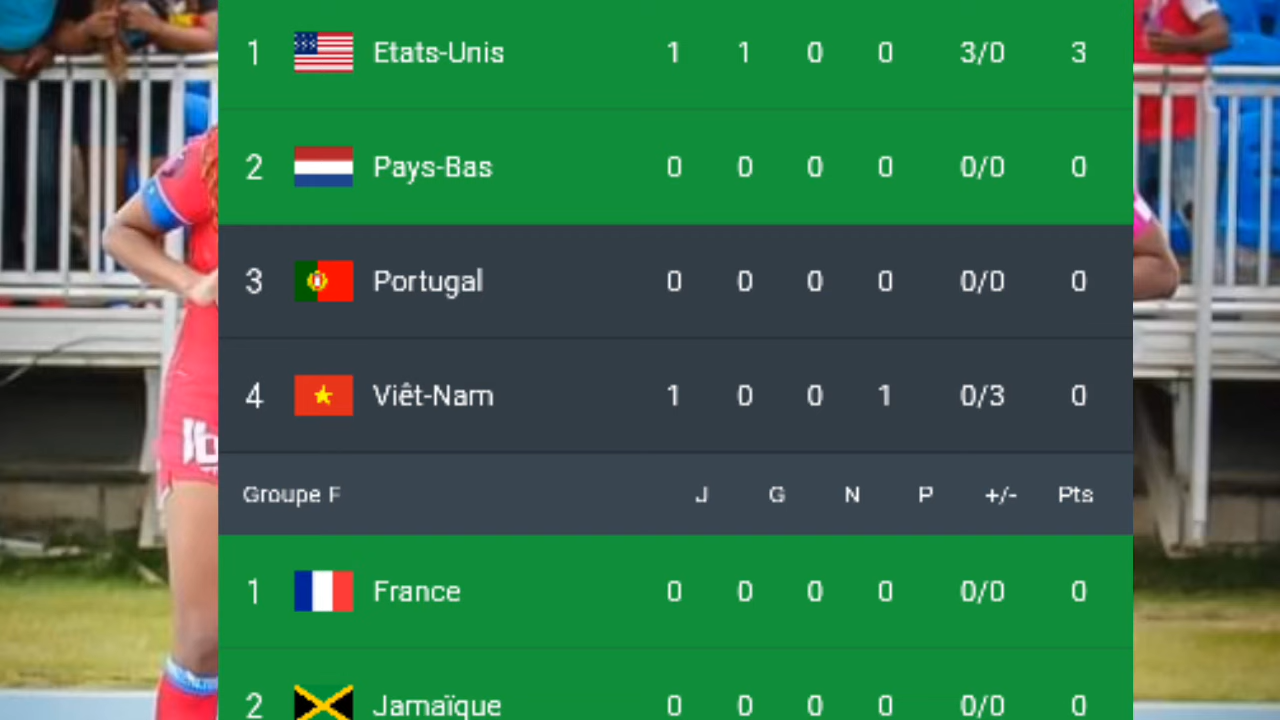 1 Etats-Unis 1 1 0 0 3/0 3
2 Pays-Bas 0 0 0 0 0/0 0
3 Portugal 0 0 0 0 0/0 0
4 Viêt-Nam 1 0 0 1 0/3 0
Groupe F J G N P +/- Pts
1 France 0 0 0 0 0/0 0
2 Jamaïque 0 0 0 0 0/0 0